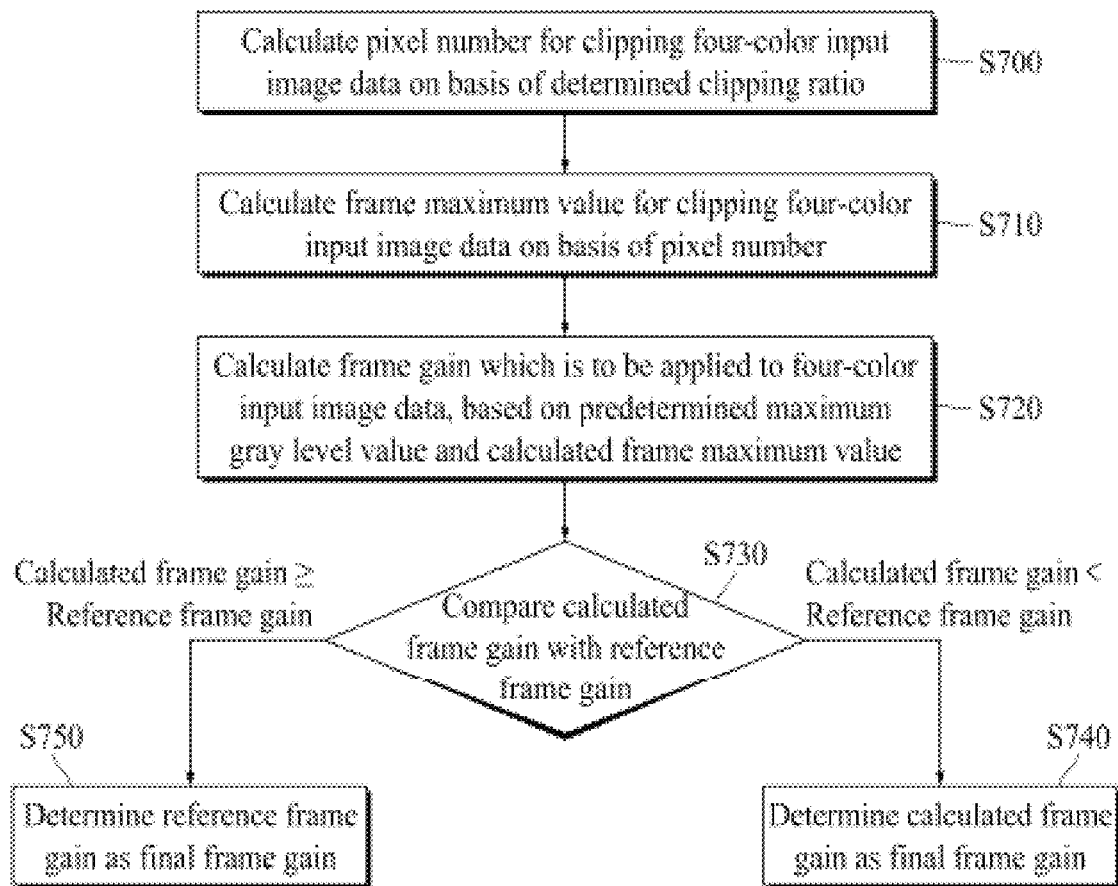 Calculate pixel number for clipping four-color input
image data on basis of determined clipping ratio
S700
Calculate frame maximum value for clipping four-color
input image data on basis of pixel number
S710
Calculate frame gain which is to be applied to four-color
input image data, based on predetermined maximum
gray level value and calculated frame maximum value
S720
S730
Calculated frame gain ≥
Reference frame gain
Compare calculated
frame gain with reference
frame gain
Calculated frame gain <
Reference frame gain
S750
Determine reference frame
gain as final frame gain
S740
Determine calculated frame
gain as final frame gain